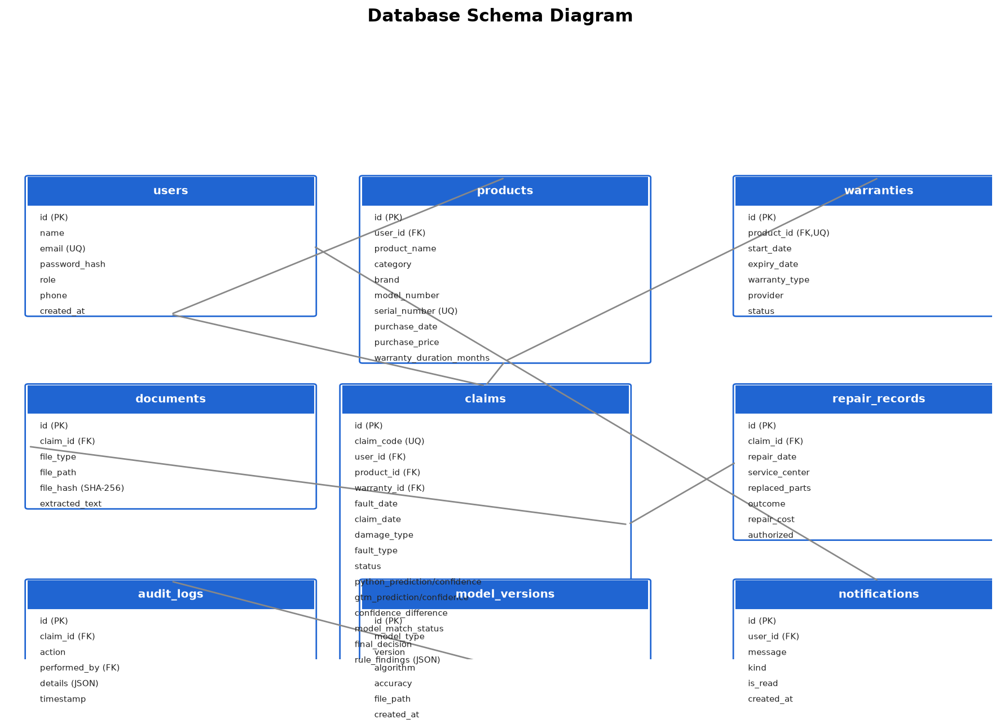 Database Schema Diagram
users
id (PK)
name
email (UQ)
password_hash
role
phone
created_at
products
id (PK)
user_id (FK)
product_name
category
brand
model_number
serial_number (UQ)
purchase_date
purchase_price
warranty_duration_months
warranties
id (PK)
product_id (FK,UQ)
start_date
expiry_date
warranty_type
provider
status
documents
id (PK)
claim_id (FK)
file_type
file_path
file_hash (SHA-256)
extracted_text
claims
id (PK)
claim_code (UQ)
user_id (FK)
product_id (FK)
warranty_id (FK)
fault_date
claim_date
damage_type
fault_type
status
python_prediction/confidence
gtm_prediction/confidence
confidence_difference
model_match_status
final_decision
rule_findings (JSON)
repair_records
id (PK)
claim_id (FK)
repair_date
service_center
replaced_parts
outcome
repair_cost
authorized
audit_logs
id (PK)
claim_id (FK)
action
performed_by (FK)
details (JSON)
timestamp
model_versions
id (PK)
model_type
version
algorithm
accuracy
file_path
created_at
notifications
id (PK)
user_id (FK)
message
kind
is_read
created_at